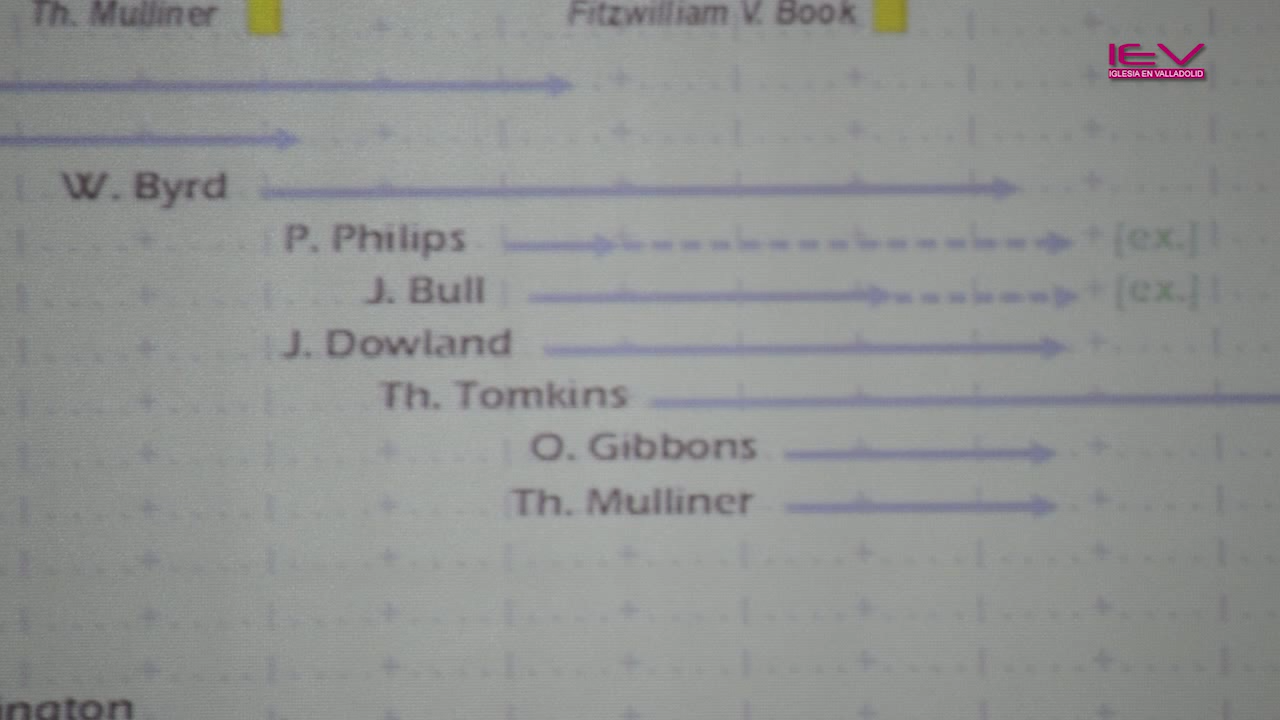 Th. Mulliner Fitzwilliam V. Book
IEV
IGLESIA EN VALLADOLID
W. Byrd
P. Philips [ex.]
J. Bull [ex.]
J. Dowland
Th. Tomkins
O. Gibbons
Th. Mulliner
ington